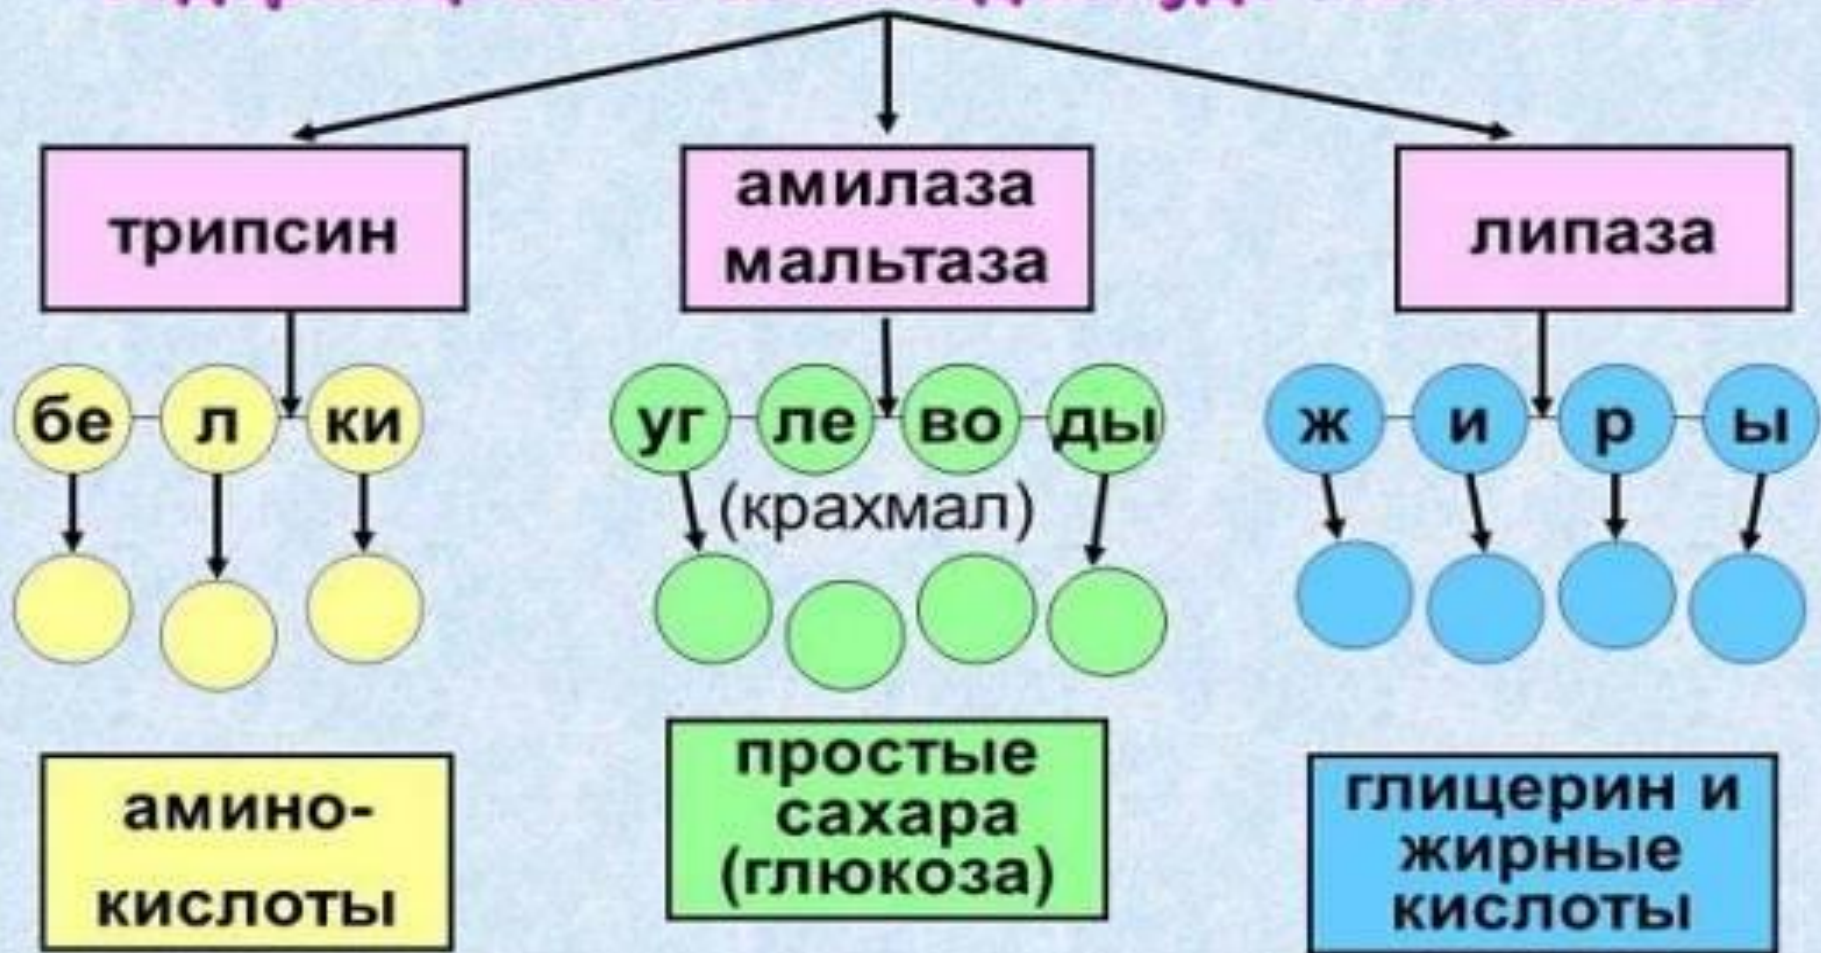 трипсин
амилаза
мальтаза
липаза
бе л ки
уг ле во ды
ж и р ы
(крахмал)
амино-
кислоты
простые
сахара
(глюкоза)
глицерин и
жирные
кислоты